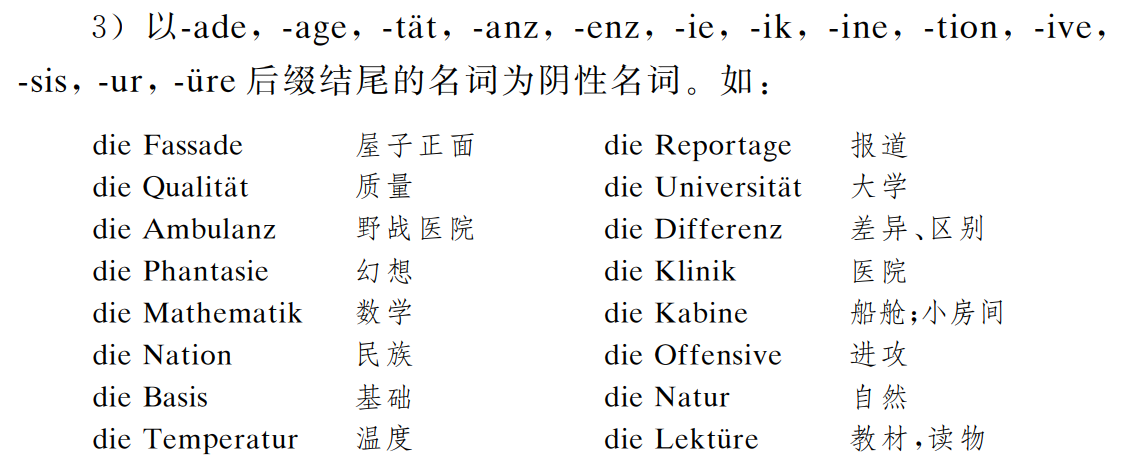 3）以-ade，-age，-tät，-anz，-enz，-ie，-ik，-ine，-tion，-ive，
-sis，-ur，-üre 后缀结尾的名词为阴性名词。如：
die Fassade 屋子正面 die Reportage 报道
die Qualität 质量 die Universität 大学
die Ambulanz 野战医院 die Differenz 差异、区别
die Phantasie 幻想 die Klinik 医院
die Mathematik 数学 die Kabine 船舱；小房间
die Nation 民族 die Offensive 进攻
die Basis 基础 die Natur 自然
die Temperatur 温度 die Lektüre 教材，读物